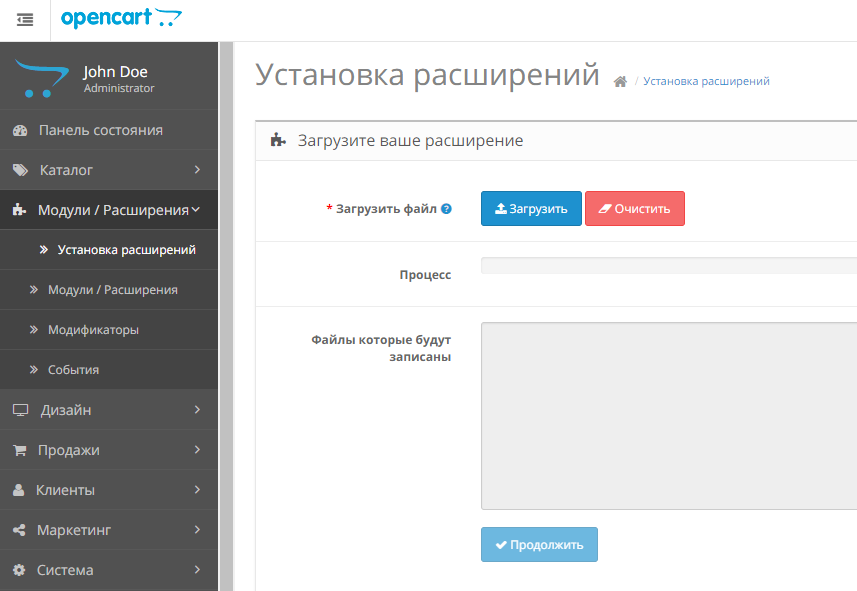 opencart
John Doe
Administrator
Панель состояния
Каталог
Модули / Расширения
Установка расширений
Модули / Расширения
Модификаторы
События
Дизайн
Продажи
Клиенты
Маркетинг
Система
Установка расширений
/ Установка расширений
Загрузите ваше расширение
* Загрузить файл ?
Загрузить
Очистить
Процесс
Файлы которые будут
записаны
Продолжить